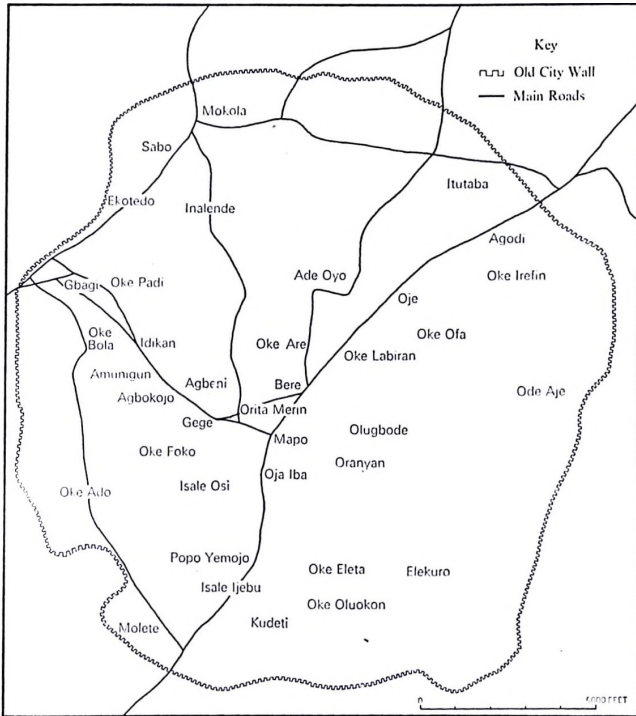 Key
Old City Wall
Main Roads
Mokola
Sabo
Itutaba
Ekotedo
Inalende
Agodi
Ade Oyo
Oke Irefin
Gbagi
Oke Padi
Oje
Oke
Bola
Idikan
Oke Are
Oke Ofa
Oke Labiran
Amunigun
Agbeni
Bere
Ode Aje
Agbokojo
Orita Merin
Gege
Mapo
Olugbode
Oke Foko
Oranyan
Oja Iba
Isale Osi
Oke Ado
Popo Yemojo
Oke Eleta
Elekuro
Isale Ijebu
Oke Oluokon
Kudeti
Molete
0
5000 FEET